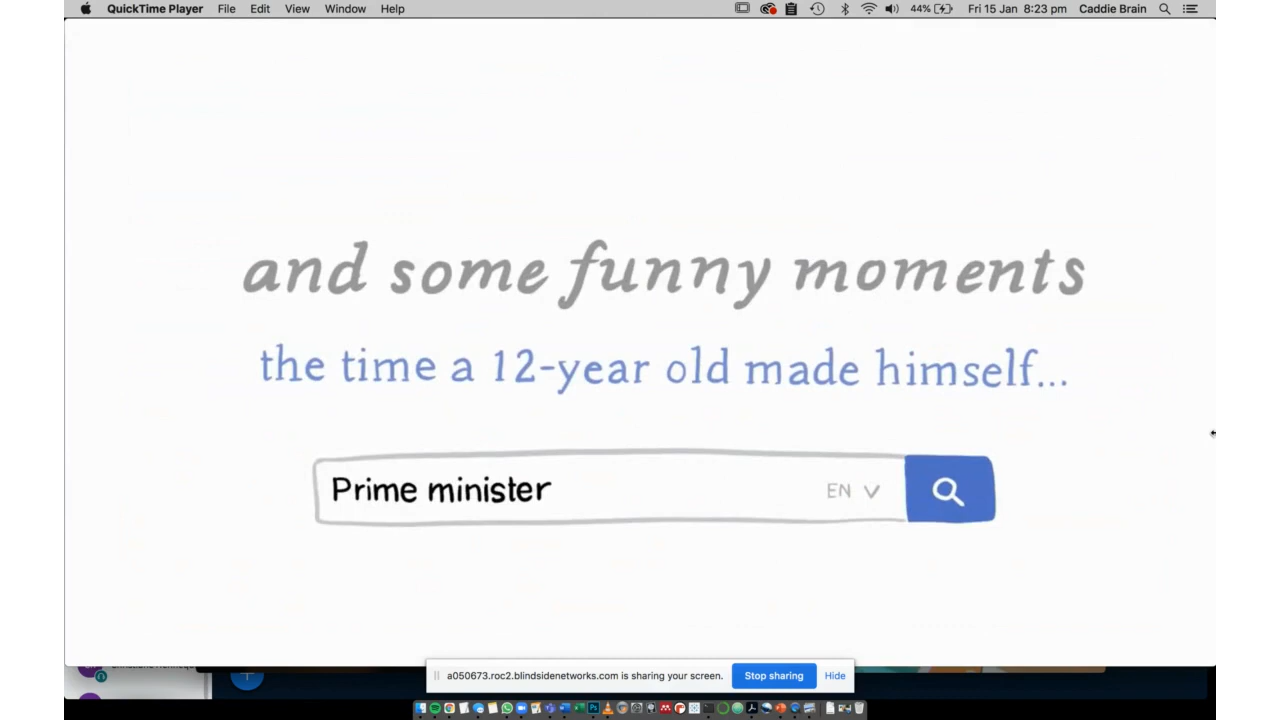 QuickTime Player File Edit View Window Help 44% Fri 15 Jan 8:23 pm Caddie Brain
and some funny moments
the time a 12-year old made himself...
Prime minister EN
a050673.roc2.blindsidenetworks.com is sharing your screen. Stop sharing Hide